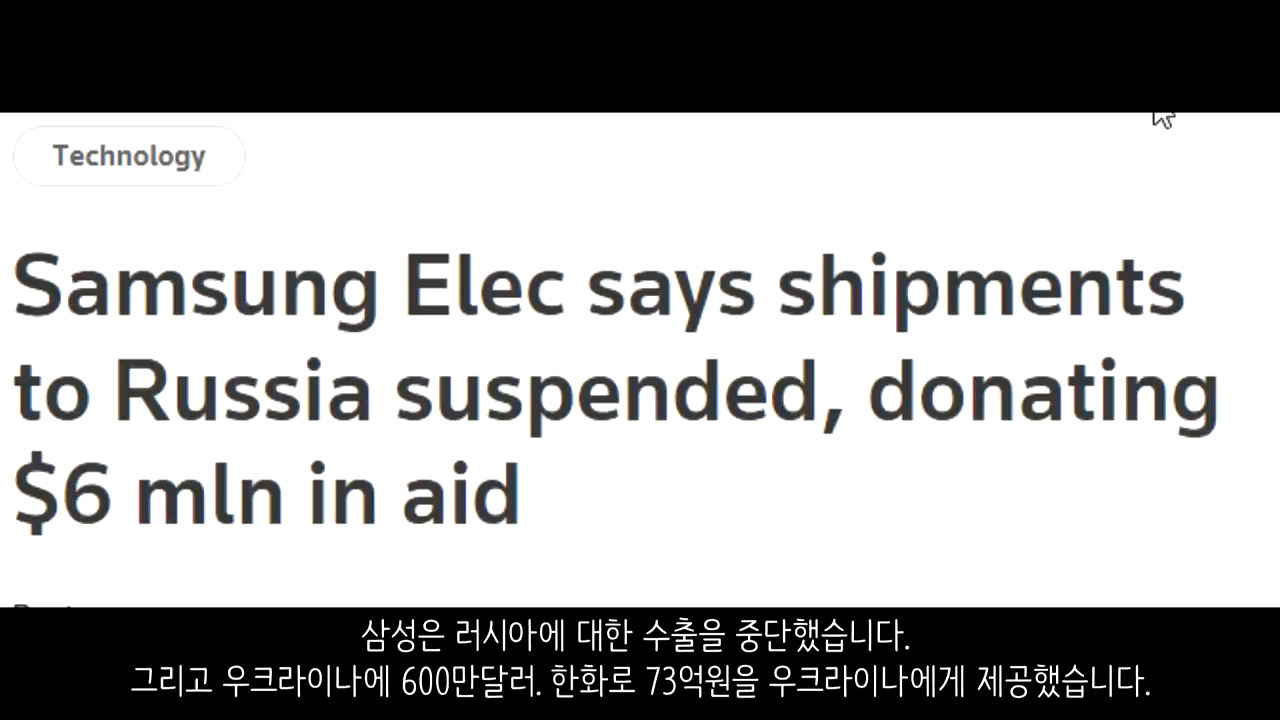 Technology
Samsung Elec says shipments
to Russia suspended, donating
$6 mln in aid
삼성은 러시아에 대한 수출을 중단했습니다.
그리고 우크라이나에 600만달러. 한화로 73억원을 우크라이나에게 제공했습니다.